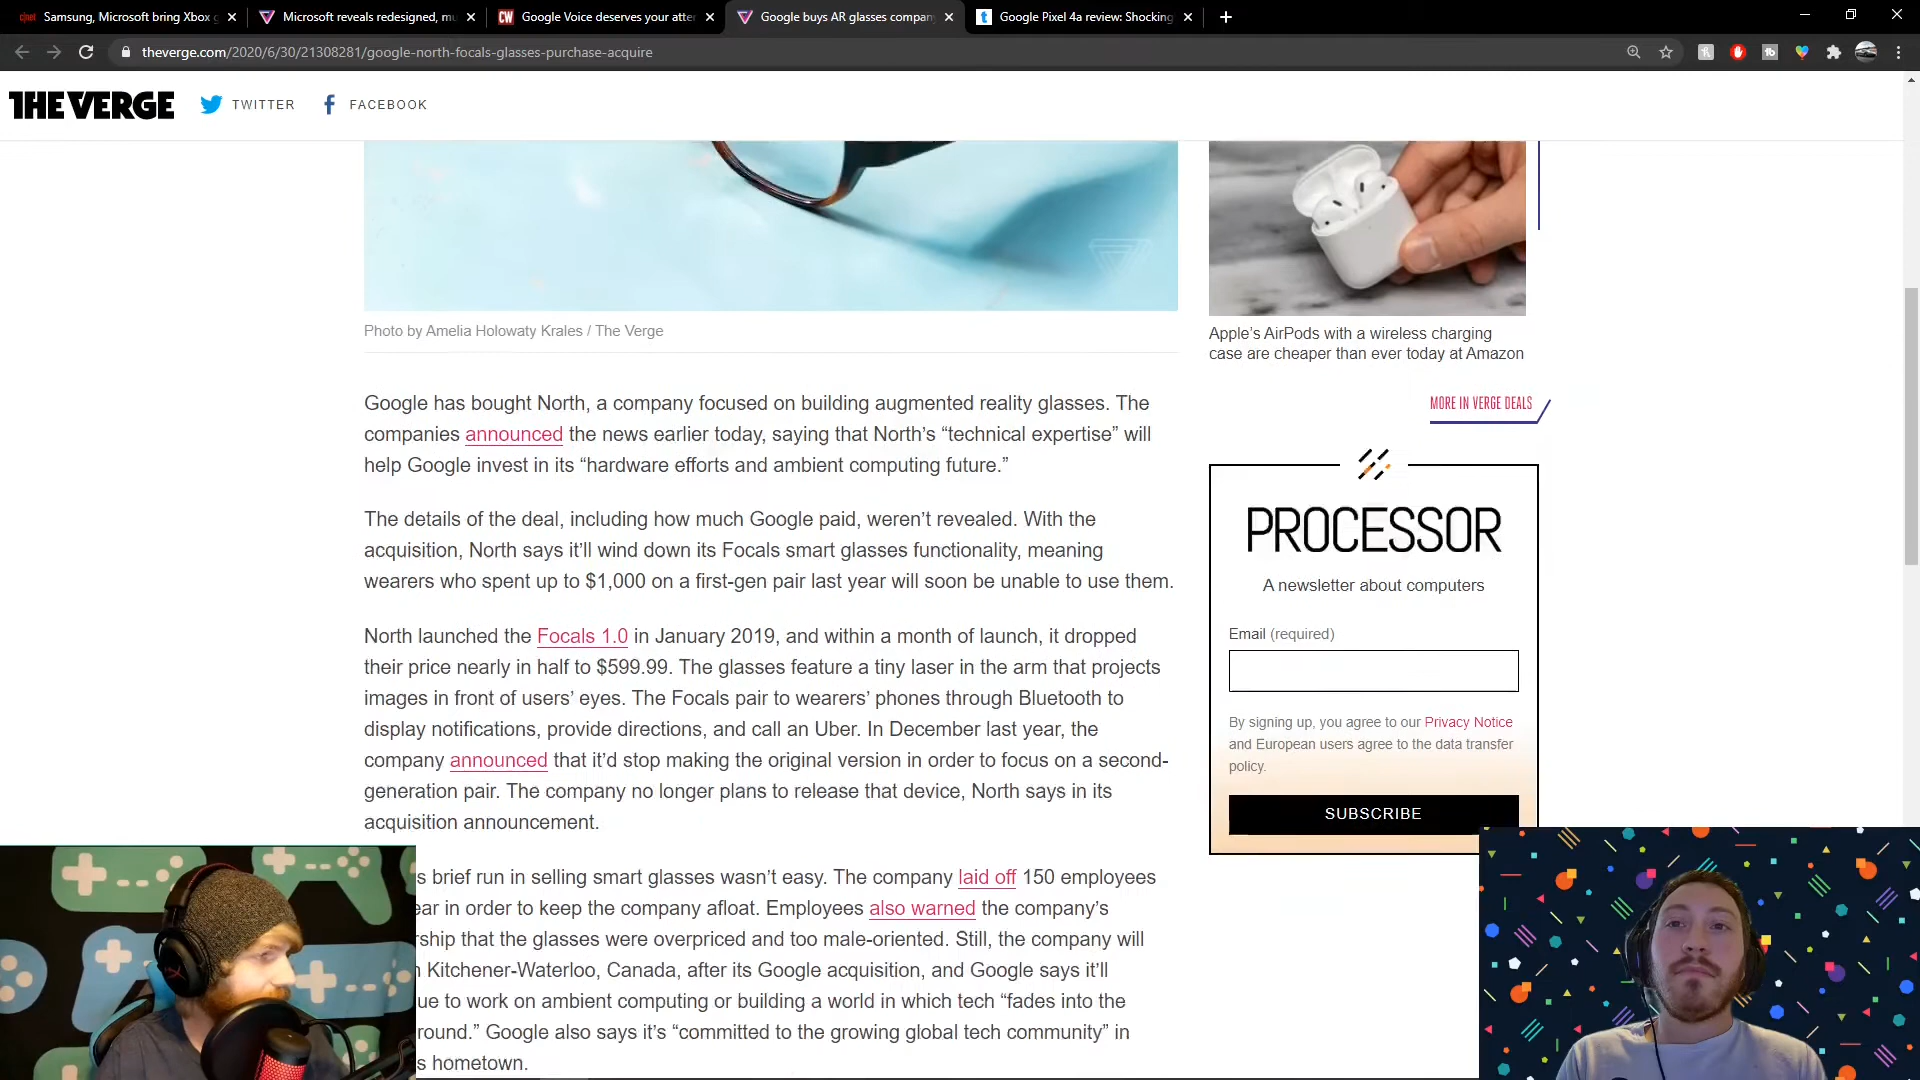 Samsung, Microsoft bring Xbox g
Microsoft reveals redesigned, mu
Google Voice deserves your atter
Google buys AR glasses company
Google Pixel 4a review: Shocking
theverge.com/2020/6/30/21308281/google-north-focals-glasses-purchase-acquire
THE VERGE
TWITTER
FACEBOOK
Photo by Amelia Holowaty Krales / The Verge
Google has bought North, a company focused on building augmented reality glasses. The
companies announced the news earlier today, saying that North’s “technical expertise” will
help Google invest in its “hardware efforts and ambient computing future.”
The details of the deal, including how much Google paid, weren’t revealed. With the
acquisition, North says it’ll wind down its Focals smart glasses functionality, meaning
wearers who spent up to $1,000 on a first-gen pair last year will soon be unable to use them.
North launched the Focals 1.0 in January 2019, and within a month of launch, it dropped
their price nearly in half to $599.99. The glasses feature a tiny laser in the arm that projects
images in front of users’ eyes. The Focals pair to wearers’ phones through Bluetooth to
display notifications, provide directions, and call an Uber. In December last year, the
company announced that it’d stop making the original version in order to focus on a second-
generation pair. The company no longer plans to release that device, North says in its
acquisition announcement.
s brief run in selling smart glasses wasn’t easy. The company laid off 150 employees
ear in order to keep the company afloat. Employees also warned the company’s
rship that the glasses were overpriced and too male-oriented. Still, the company will
Kitchener-Waterloo, Canada, after its Google acquisition, and Google says it’ll
ue to work on ambient computing or building a world in which tech “fades into the
round.” Google also says it’s “committed to the growing global tech community” in
s hometown.
Apple’s AirPods with a wireless charging
case are cheaper than ever today at Amazon
MORE IN VERGE DEALS
PROCESSOR
A newsletter about computers
Email (required)
By signing up, you agree to our Privacy Notice
and European users agree to the data transfer
policy.
SUBSCRIBE